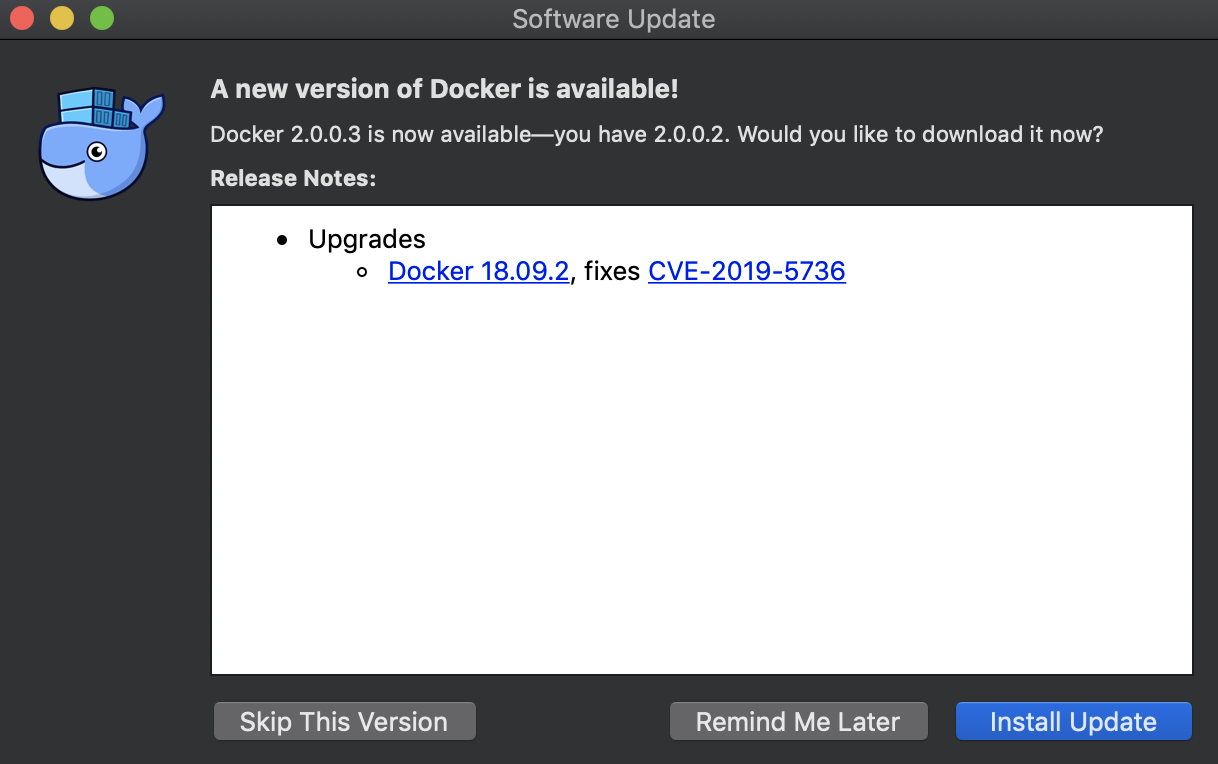 Software Update
A new version of Docker is available!
Docker 2.0.0.3 is now available—you have 2.0.0.2. Would you like to download it now?
Release Notes:
• Upgrades
◦ Docker 18.09.2, fixes CVE-2019-5736
Skip This Version
Remind Me Later
Install Update